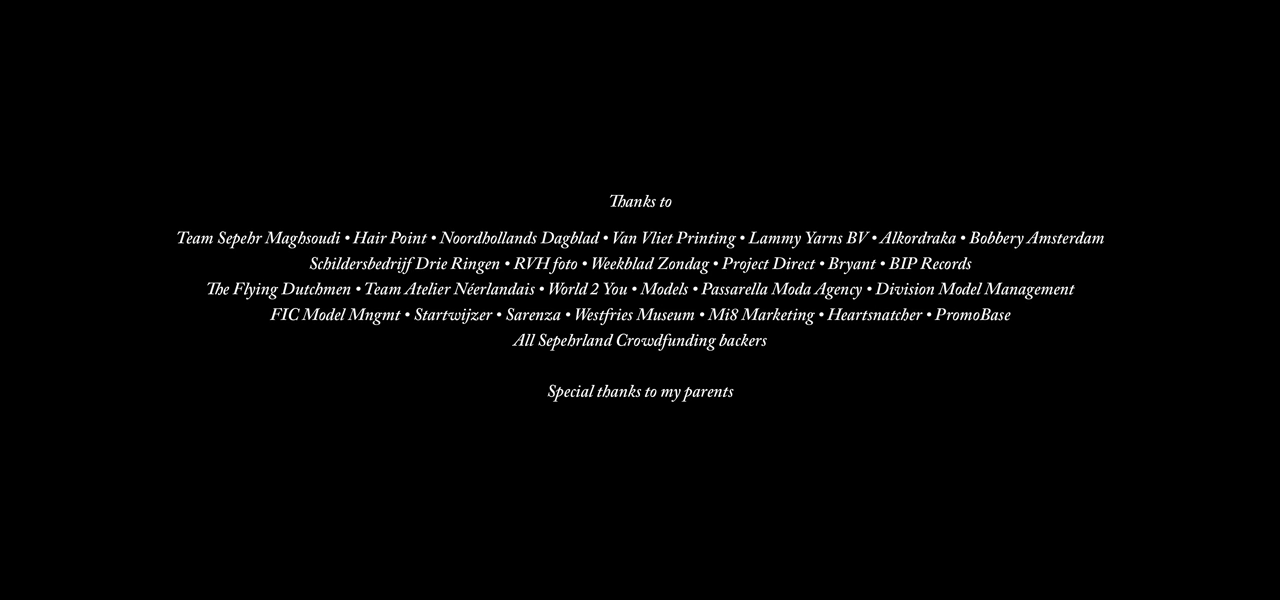 Thanks to
Team Sepehr Maghsoudi • Hair Point • Noordhollands Dagblad • Van Vliet Printing • Lammy Yarns BV • Alkordraka • Bobbery Amsterdam
Schildersbedrijf Drie Ringen • RVH foto • Weekblad Zondag • Project Direct • Bryant • BIP Records
The Flying Dutchmen • Team Atelier Néerlandais • World 2 You • Models • Passarella Moda Agency • Division Model Management
FIC Model Mngmt • Startwijzer • Sarenza • Westfries Museum • Mi8 Marketing • Heartsnatcher • PromoBase
All Sepehrland Crowdfunding backers
Special thanks to my parents